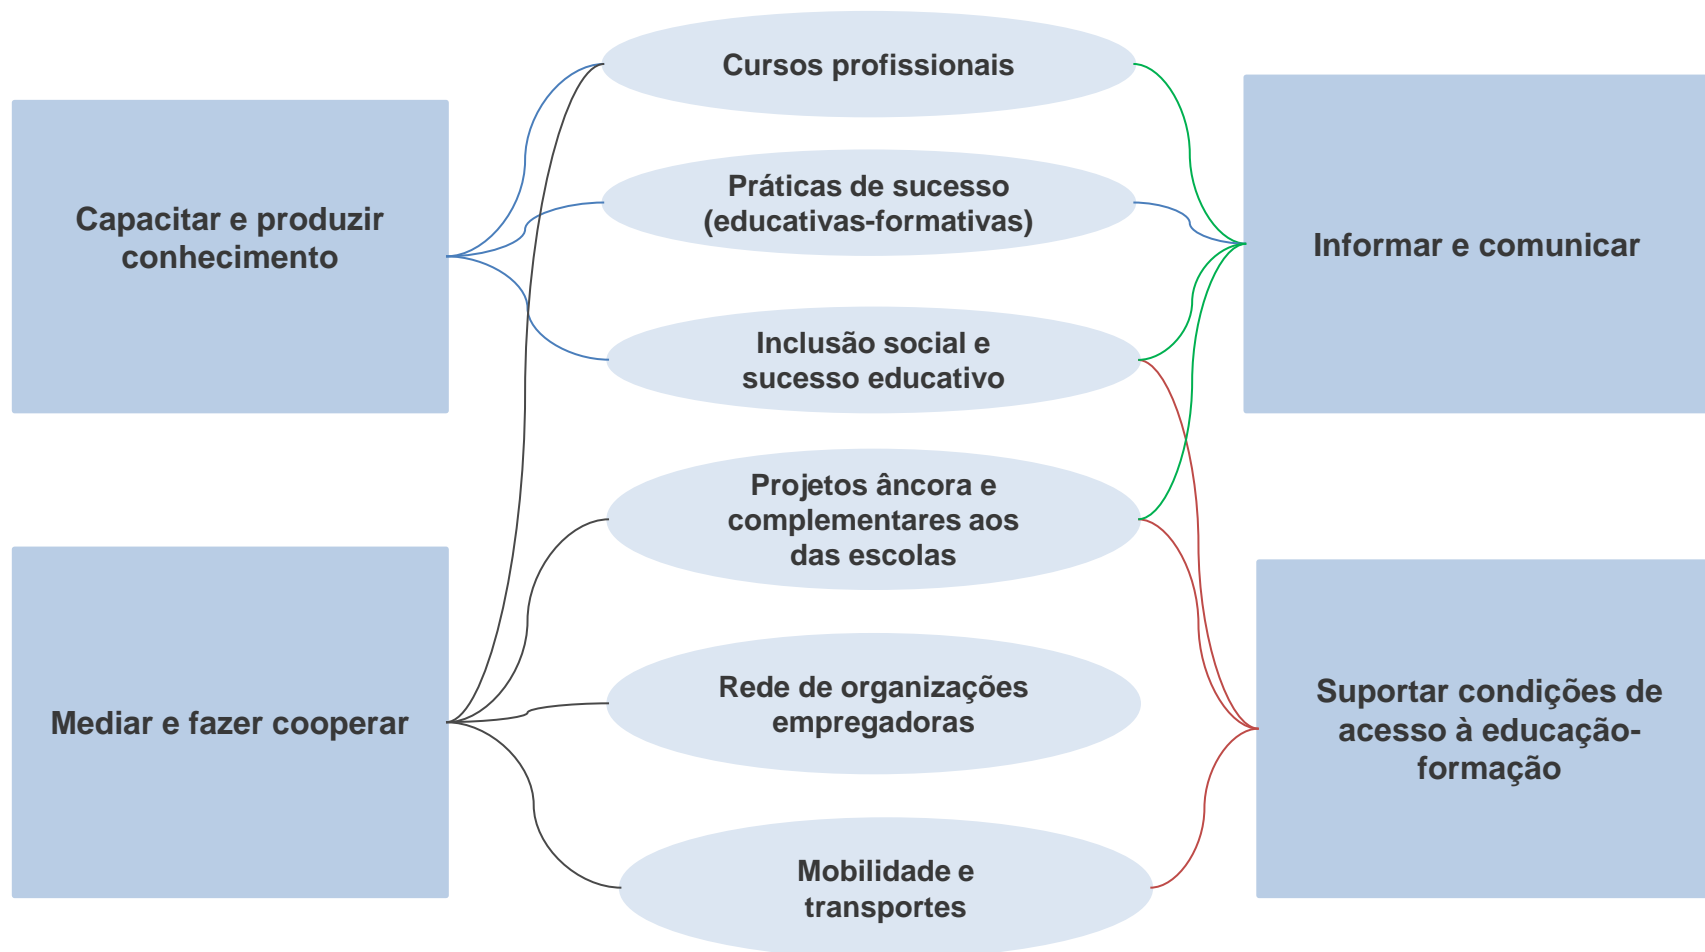 Cursos profissionais
Capacitar e produzir
conhecimento
Práticas de sucesso
(educativas-formativas)
Informar e comunicar
Inclusão social e
sucesso educativo
Projetos âncora e
complementares aos
das escolas
Mediar e fazer cooperar
Rede de organizações
empregadoras
Suportar condições de
acesso à educação-
formação
Mobilidade e
transportes